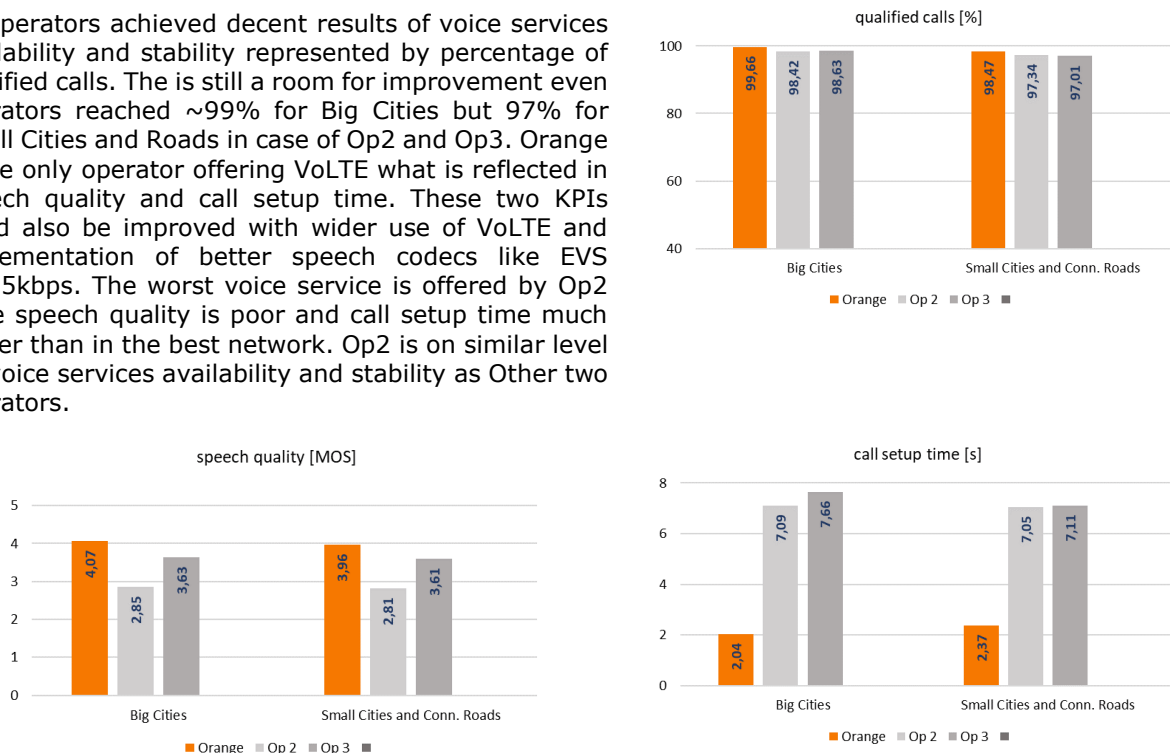 perators achieved decent results of voice services
lability and stability represented by percentage of
ified calls. The is still a room for improvement even
rators reached ~99% for Big Cities but 97% for
ll Cities and Roads in case of Op2 and Op3. Orange
e only operator offering VoLTE what is reflected in
ech quality and call setup time. These two KPIs
d also be improved with wider use of VoLTE and
ementation of better speech codecs like EVS
5kbps. The worst voice service is offered by Op2
e speech quality is poor and call setup time much
er than in the best network. Op2 is on similar level
voice services availability and stability as Other two
rators.
qualified calls [%]
100
80
60
40
99,66
98,42
98,63
98,47
97,34
97,01
Big Cities
Small Cities and Conn. Roads
Orange Op 2 Op 3
speech quality [MOS]
5
4
3
2
1
0
4,07
2,85
3,63
3,96
2,81
3,61
Big Cities
Small Cities and Conn. Roads
Orange Op 2 Op 3
call setup time [s]
8
6
4
2
0
2,04
7,09
7,66
2,37
7,05
7,11
Big Cities
Small Cities and Conn. Roads
Orange Op 2 Op 3